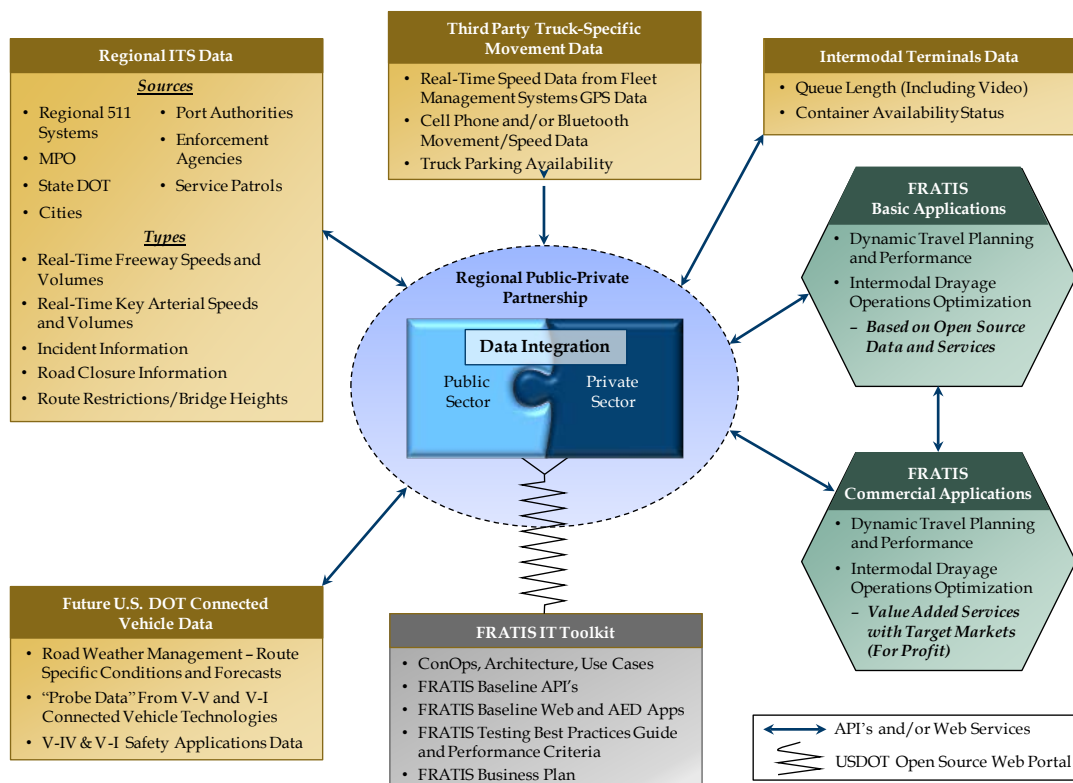 Regional ITS Data
Sources
• Regional 511
Systems
• MPO
• State DOT
• Cities
• Port Authorities
• Enforcement
Agencies
• Service Patrols
Types
• Real-Time Freeway Speeds and
Volumes
• Real-Time Key Arterial Speeds
and Volumes
• Incident Information
• Road Closure Information
• Route Restrictions/Bridge Heights
Third Party Truck-Specific
Movement Data
• Real-Time Speed Data from Fleet
Management Systems GPS Data
• Cell Phone and/or Bluetooth
Movement/Speed Data
• Truck Parking Availability
Intermodal Terminals Data
• Queue Length (Including Video)
• Container Availability Status
FRATIS
Basic Applications
• Dynamic Travel Planning
and Performance
• Intermodal Drayage
Operations Optimization
– Based on Open Source
Data and Services
Regional Public-Private
Partnership
Data Integration
Public
Sector
Private
Sector
FRATIS
Commercial Applications
• Dynamic Travel Planning
and Performance
• Intermodal Drayage
Operations Optimization
– Value Added Services
with Target Markets
(For Profit)
Future U.S. DOT Connected
Vehicle Data
• Road Weather Management – Route
Specific Conditions and Forecasts
• “Probe Data” From V-V and V-I
Connected Vehicle Technologies
• V-IV & V-I Safety Applications Data
FRATIS IT Toolkit
• ConOps, Architecture, Use Cases
• FRATIS Baseline API's
• FRATIS Baseline Web and AED Apps
• FRATIS Testing Best Practices Guide
and Performance Criteria
• FRATIS Business Plan
API's and/or Web Services
USDOT Open Source Web Portal